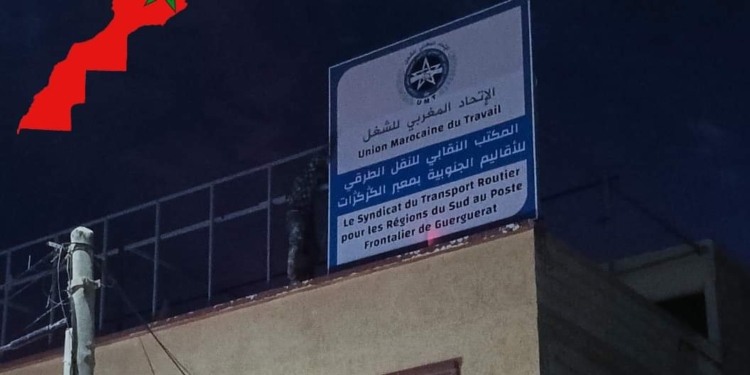 UMT
الإتحاد المغربي للشغل
Union Marocaine du Travail
المكتب النقابي للنقل الطرقي
للأقاليم الجنوبية بمعبر الكركرات
Le Syndicat du Transport Routier
pour les Régions du Sud au Poste
Frontalier de Guerguerat